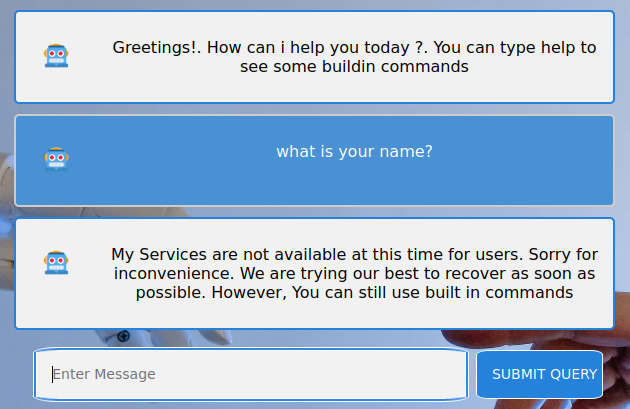 Greetings!. How can i help you today ?. You can type help to
see some buildin commands
what is your name?
My Services are not available at this time for users. Sorry for
inconvenience. We are trying our best to recover as soon as
possible. However, You can still use built in commands
Enter Message
SUBMIT QUERY